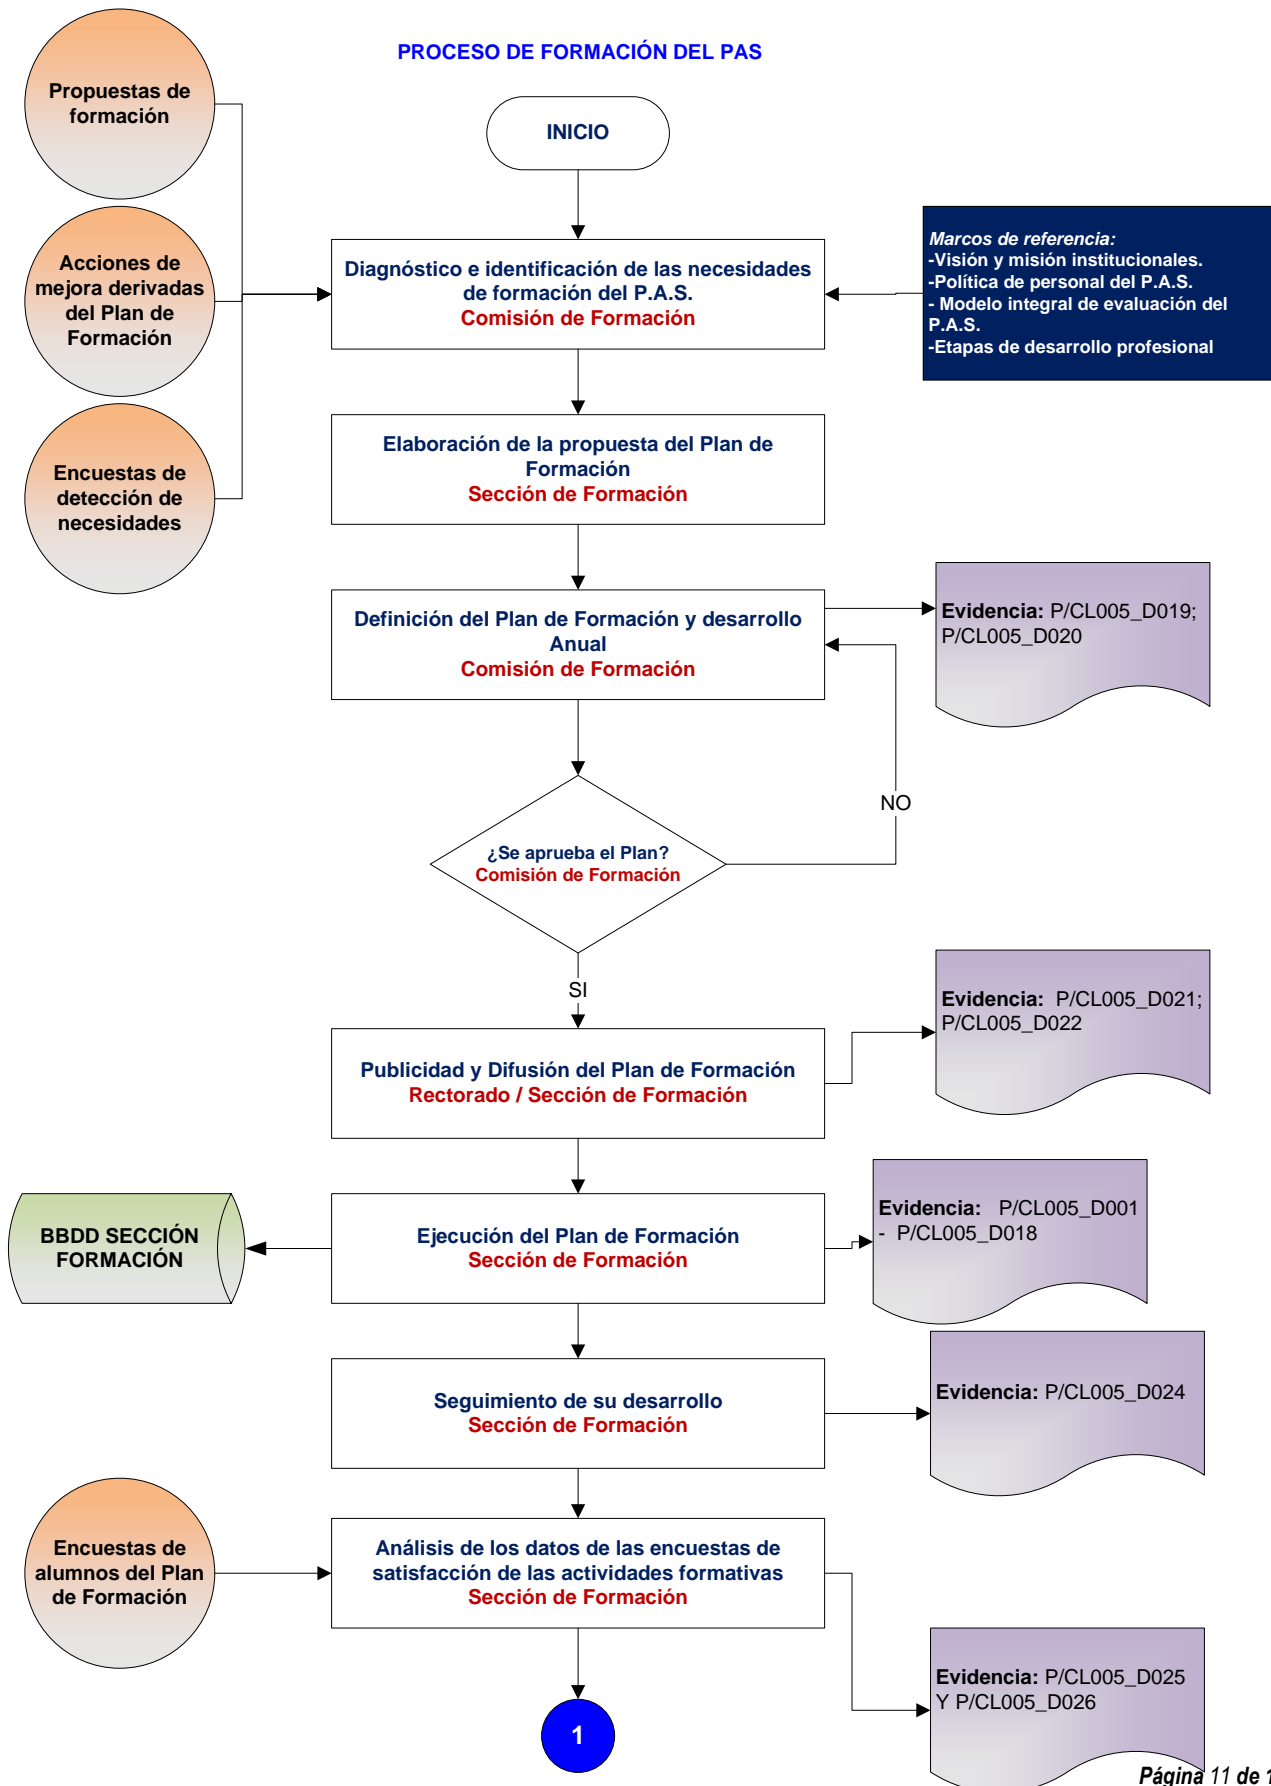 PROCESO DE FORMACIÓN DEL PAS
Propuestas de
formación
INICIO
Acciones de
mejora derivadas
del Plan de
Formación
Diagnóstico e identificación de las necesidades
de formación del P.A.S.
Comisión de Formación
Marcos de referencia:
-Visión y misión institucionales.
-Política de personal del P.A.S.
- Modelo integral de evaluación del
P.A.S.
-Etapas de desarrollo profesional
Encuestas de
detección de
necesidades
Elaboración de la propuesta del Plan de
Formación
Sección de Formación
Definición del Plan de Formación y desarrollo
Anual
Comisión de Formación
Evidencia: P/CL005_D019;
P/CL005_D020
NO
¿Se aprueba el Plan?
Comisión de Formación
SI
Evidencia: P/CL005_D021;
P/CL005_D022
Publicidad y Difusión del Plan de Formación
Rectorado / Sección de Formación
BBDD SECCIÓN
FORMACIÓN
Ejecución del Plan de Formación
Sección de Formación
Evidencia: P/CL005_D001
- P/CL005_D018
Seguimiento de su desarrollo
Sección de Formación
Evidencia: P/CL005_D024
Encuestas de
alumnos del Plan
de Formación
Análisis de los datos de las encuestas de
satisfacción de las actividades formativas
Sección de Formación
Evidencia: P/CL005_D025
Y P/CL005_D026
1
Página 11 de 1